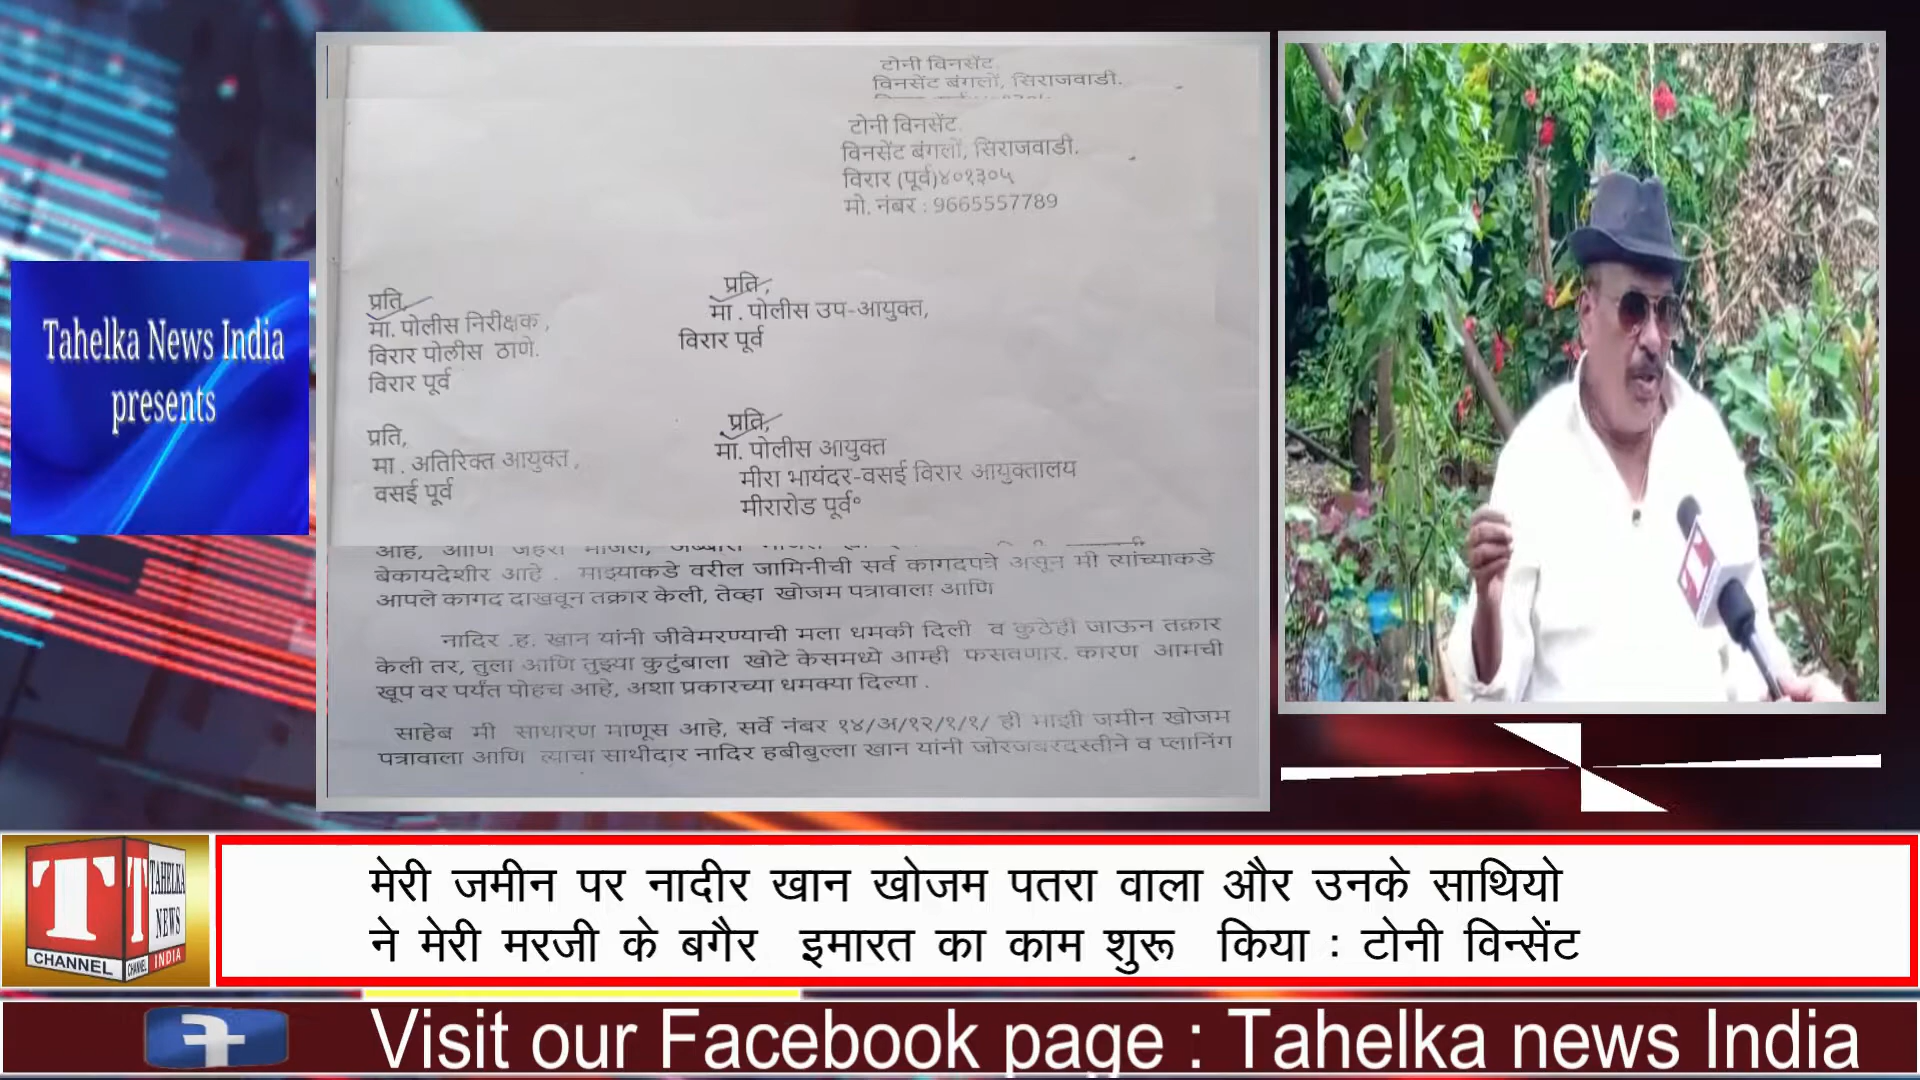 Tahelka News India
presents
टोनी विनसेंट
विनसेंट बंगलों, सिराजवाडी.
टोनी विनसेंट
विनसेंट बंगलों, सिराजवाडी.
विरार (पूर्व)४०१३०५
मो. नंबर : 9665557789
प्रति,
मा. पोलीस निरीक्षक ,
विरार पोलीस ठाणे.
विरार पूर्व
प्रति,
मा . पोलीस उप-आयुक्त,
विरार पूर्व
प्रति,
मा . अतिरिक्त आयुक्त ,
वसई पूर्व
प्रति,
मा. पोलीस आयुक्त
मीरा भायंदर-वसई विरार आयुक्तालय
मीरारोड पूर्व°
आहे, आणि
बेकायदेशीर आहे . माझ्याकडे वरील जामिनीची सर्व कागदपत्रे असून मी त्यांच्याकडे
आपले कागद दाखवून तक्रार केली, तेव्हा खोजम पत्रावाला आणि
नादिर .ह. खान यांनी जीवेमरण्याची मला धमकी दिली व कुठेही जाऊन तक्रार
केली तर, तुला आणि तुझ्या कुटुंबाला खोटे केसमध्ये आम्ही फसवणार. कारण आमची
खूप वर पर्यंत पोहच आहे, अशा प्रकारच्या धमक्या दिल्या .
साहेब मी साधारण माणूस आहे, सर्वे नंबर १४/अ/१२/१/१/ ही माझी जमीन खोजम
पत्रावाला आणि त्याचा साथीदार नादिर हबीबुल्ला खान यांनी जोरजबरदस्तीने व प्लानिंग
T T TAHELKA NEWS
CHANNEL CHANNEL INDIA
मेरी जमीन पर नादीर खान खोजम पतरा वाला और उनके साथियो
ने मेरी मरजी के बगैर इमारत का काम शुरू किया : टोनी विन्सेंट
Visit our Facebook page : Tahelka news India